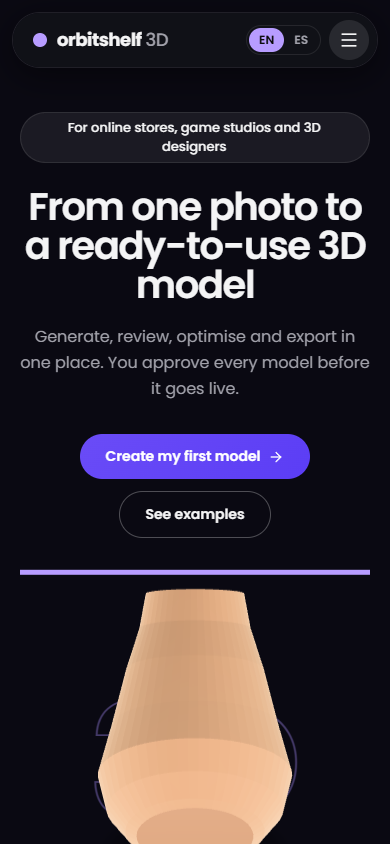 orbitshelf 3D
EN ES
For online stores, game studios and 3D
designers
From one photo to
a ready-to-use 3D
model
Generate, review, optimise and export in
one place. You approve every model before
it goes live.
Create my first model →
See examples